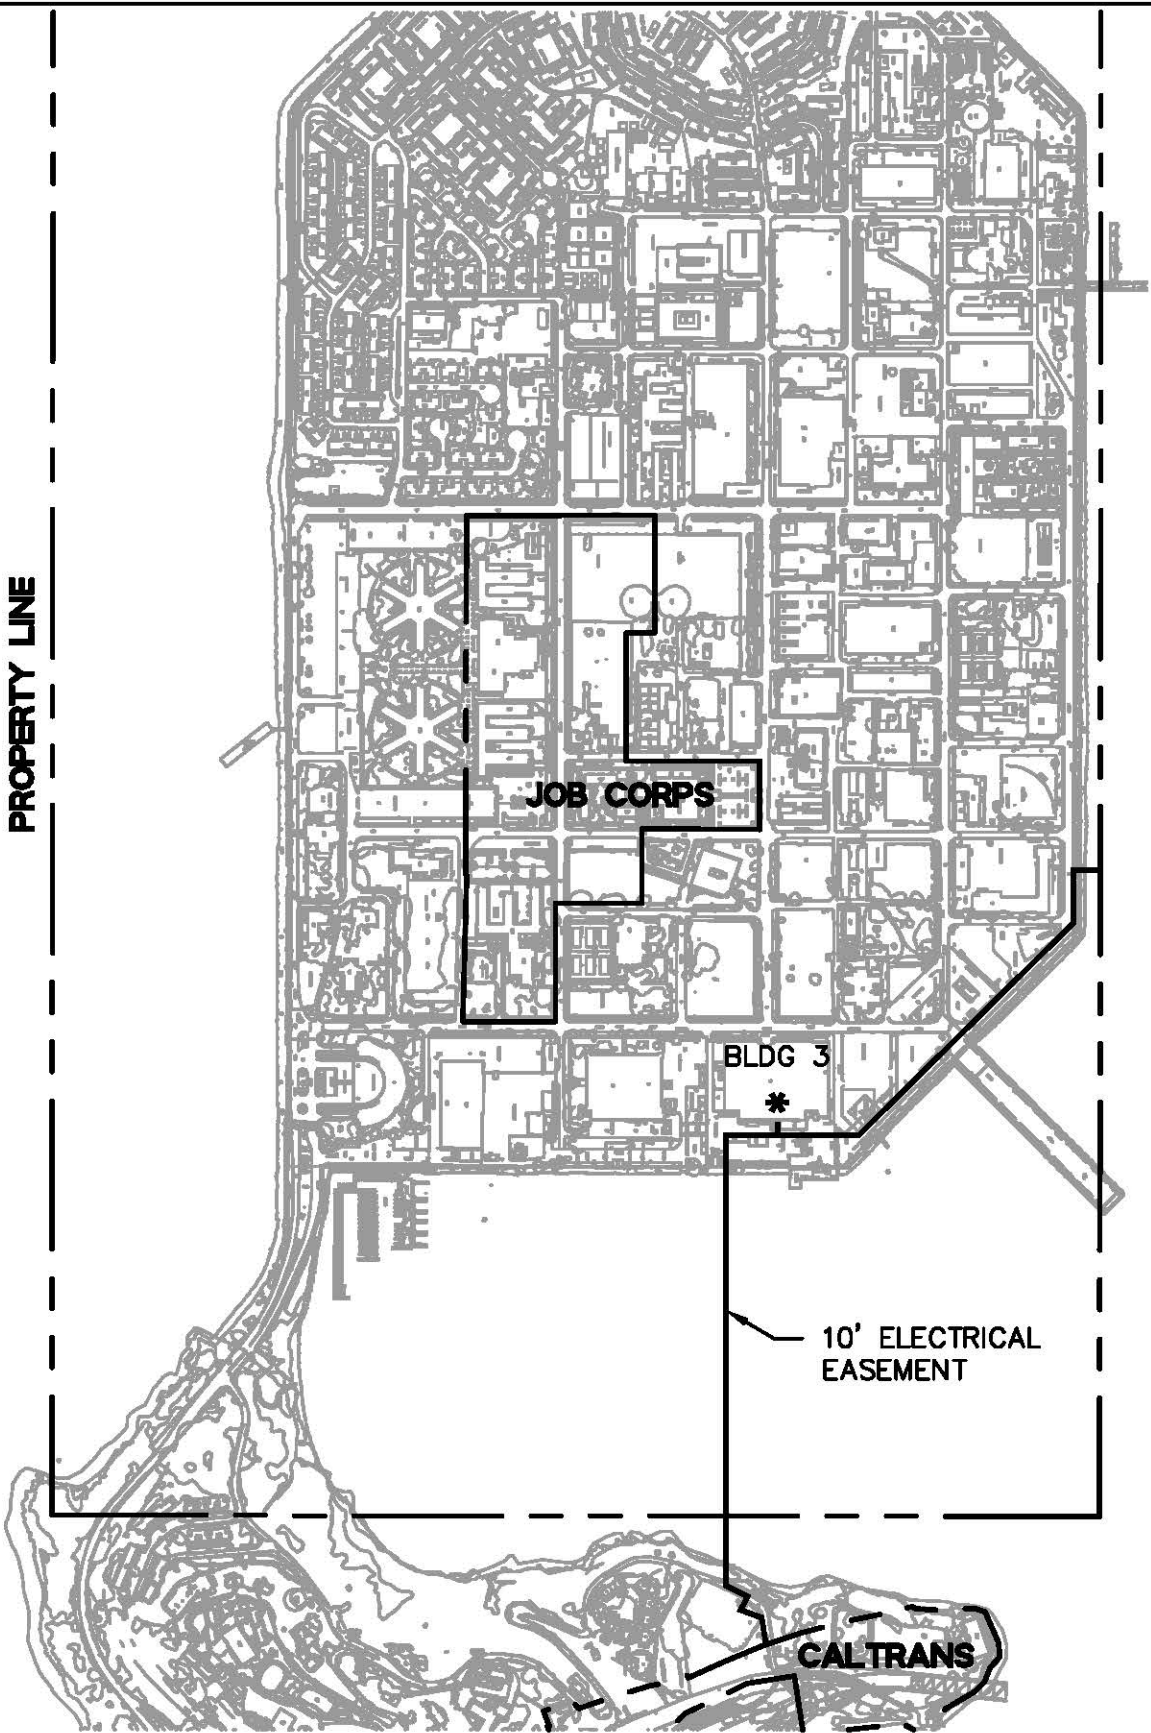 PROPERTY LINE
JOB CORPS
BLDG 3
*
10' ELECTRICAL
EASEMENT
CALTRANS